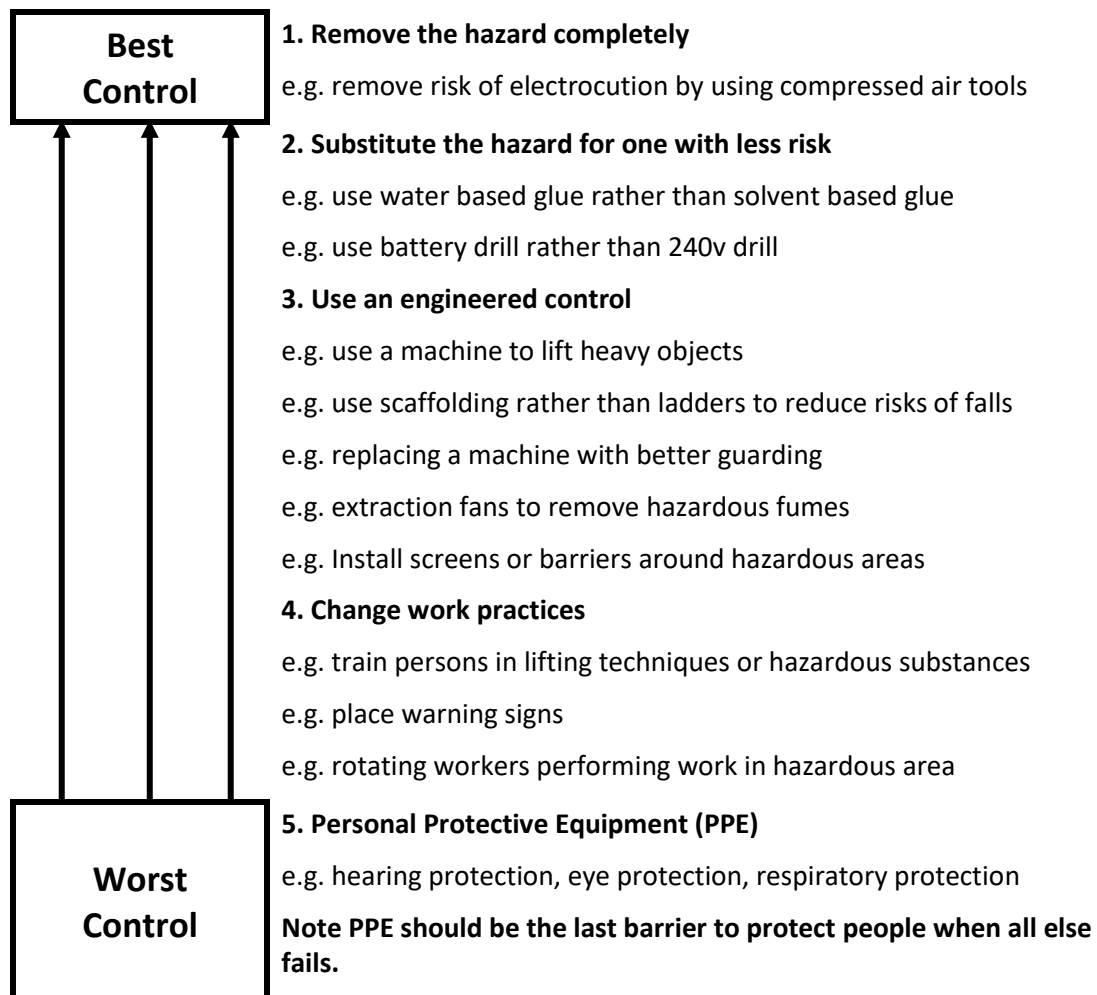 Best
Control
1. Remove the hazard completely
e.g. remove risk of electrocution by using compressed air tools
2. Substitute the hazard for one with less risk
e.g. use water based glue rather than solvent based glue
e.g. use battery drill rather than 240v drill
3. Use an engineered control
e.g. use a machine to lift heavy objects
e.g. use scaffolding rather than ladders to reduce risks of falls
e.g. replacing a machine with better guarding
e.g. extraction fans to remove hazardous fumes
e.g. Install screens or barriers around hazardous areas
4. Change work practices
e.g. train persons in lifting techniques or hazardous substances
e.g. place warning signs
e.g. rotating workers performing work in hazardous area
Worst
Control
5. Personal Protective Equipment (PPE)
e.g. hearing protection, eye protection, respiratory protection
Note PPE should be the last barrier to protect people when all else
fails.